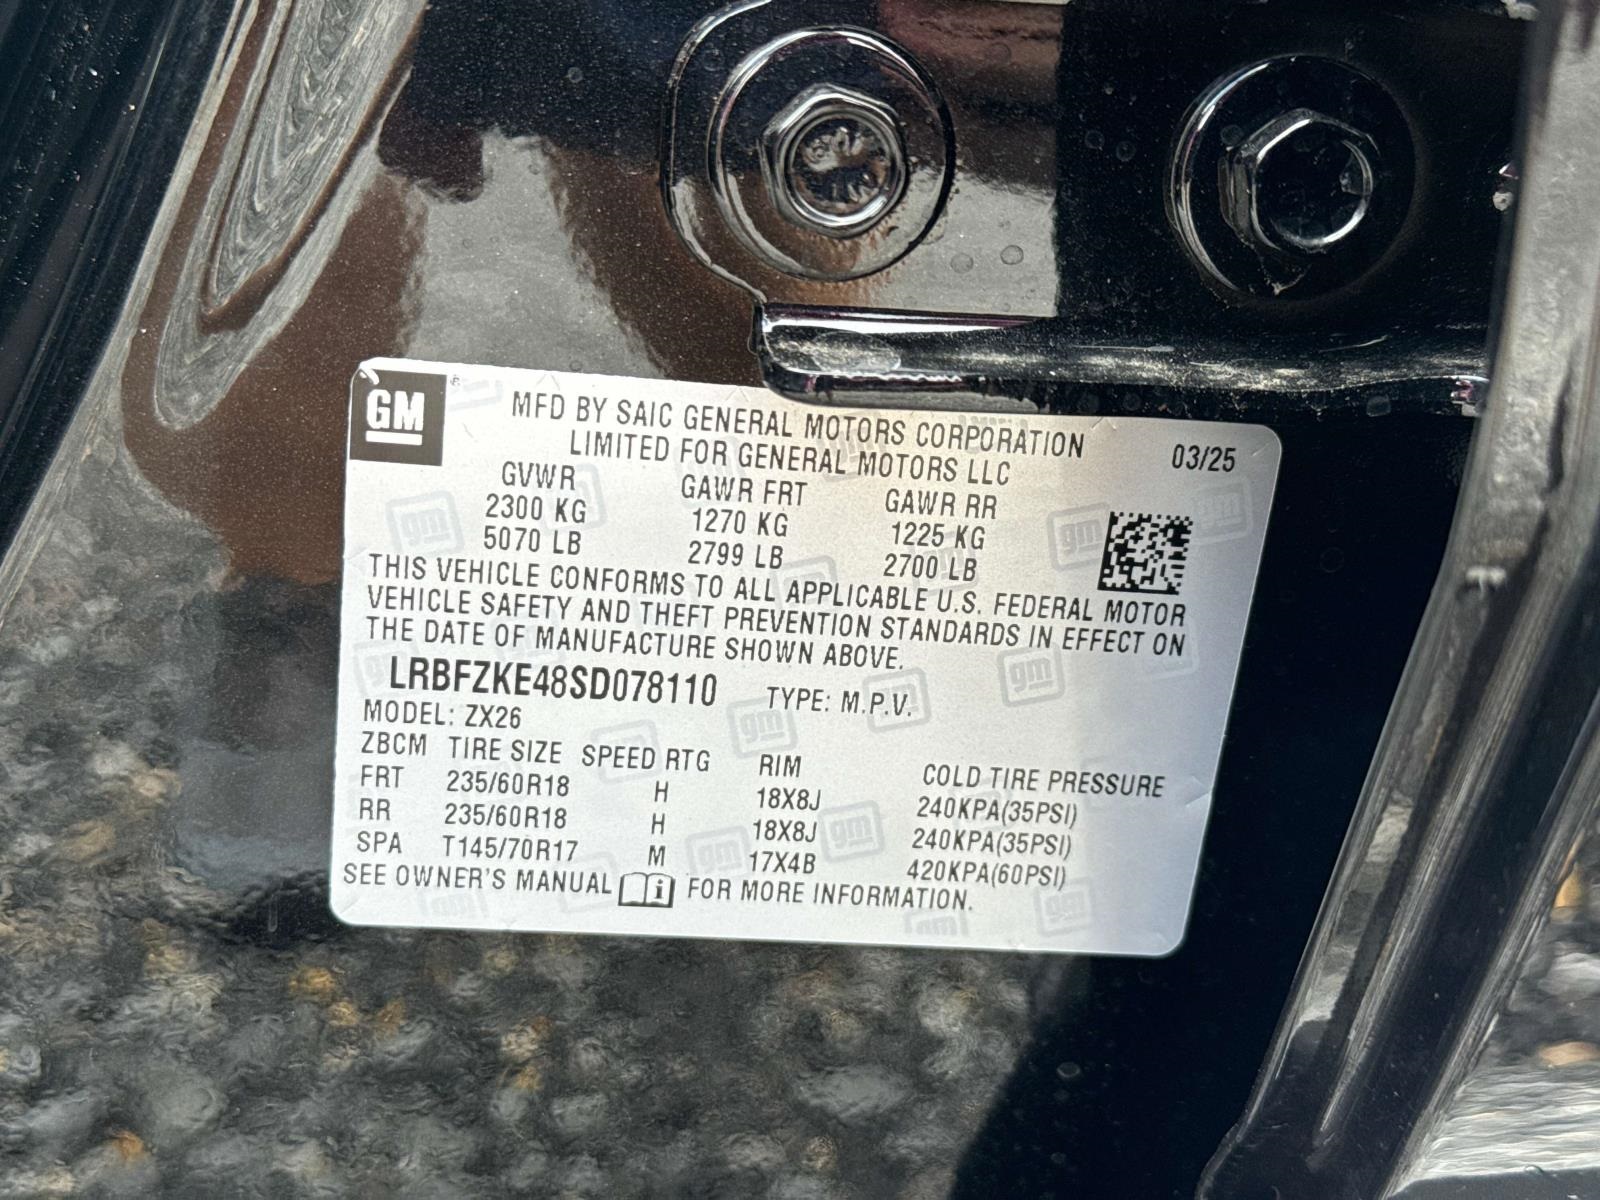 GM
MFD BY SAIC GENERAL MOTORS CORPORATION
LIMITED FOR GENERAL MOTORS LLC
03/25
GVWR GAWR FRT GAWR RR
2300 KG 1270 KG 1225 KG
5070 LB 2799 LB 2700 LB
THIS VEHICLE CONFORMS TO ALL APPLICABLE U.S. FEDERAL MOTOR
VEHICLE SAFETY AND THEFT PREVENTION STANDARDS IN EFFECT ON
THE DATE OF MANUFACTURE SHOWN ABOVE.
LRBFZKE48SD078110 TYPE: M.P.V.
MODEL: ZX26
ZBCM TIRE SIZE SPEED RTG RIM COLD TIRE PRESSURE
FRT 235/60R18 H 18X8J 240KPA(35PSI)
RR 235/60R18 H 18X8J 240KPA(35PSI)
SPA T145/70R17 M 17X4B 420KPA(60PSI)
SEE OWNER'S MANUAL i FOR MORE INFORMATION.